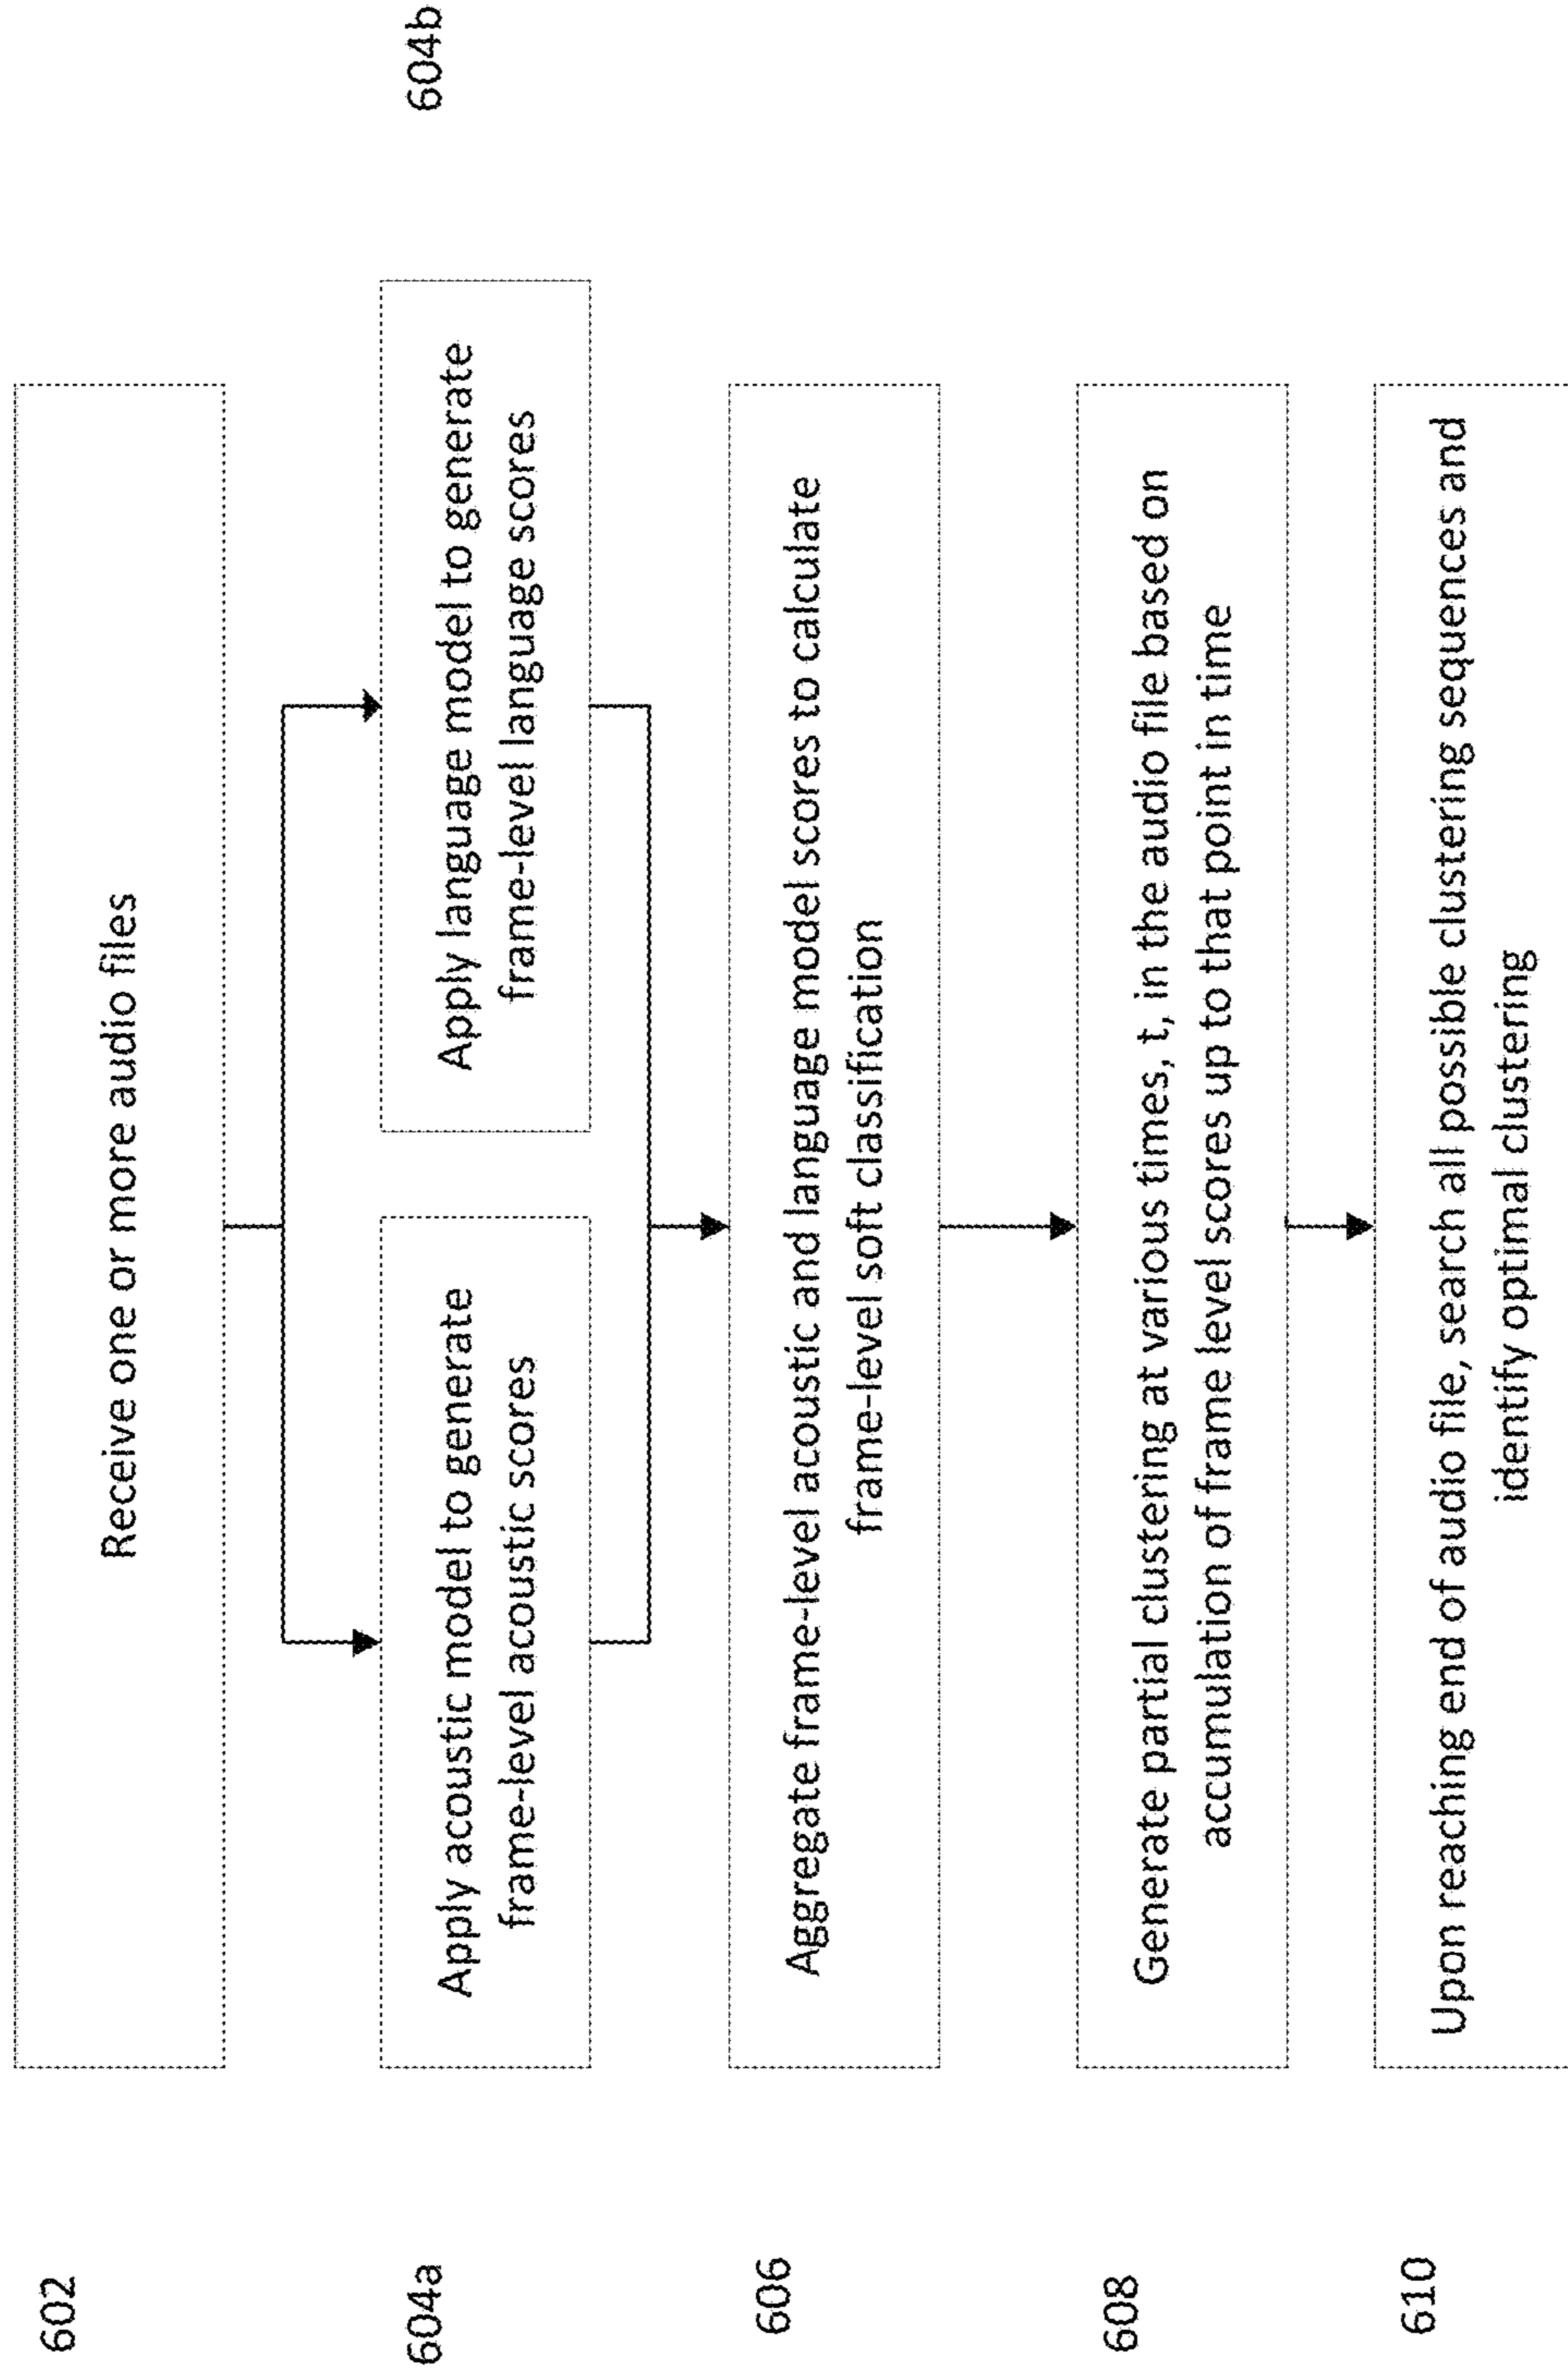 602
Receive one or more audio files
604a
Apply acoustic model to generate
frame-level acoustic scores
Apply language model to generate
frame-level language scores
604b
606
Aggregate frame-level acoustic and language model scores to calculate
frame-level soft classification
608
Generate partial clustering at various times, t, in the audio file based on
accumulation of frame level scores up to that point in time
610
Upon reaching end of audio file, search all possible clustering sequences and
identify optimal clustering